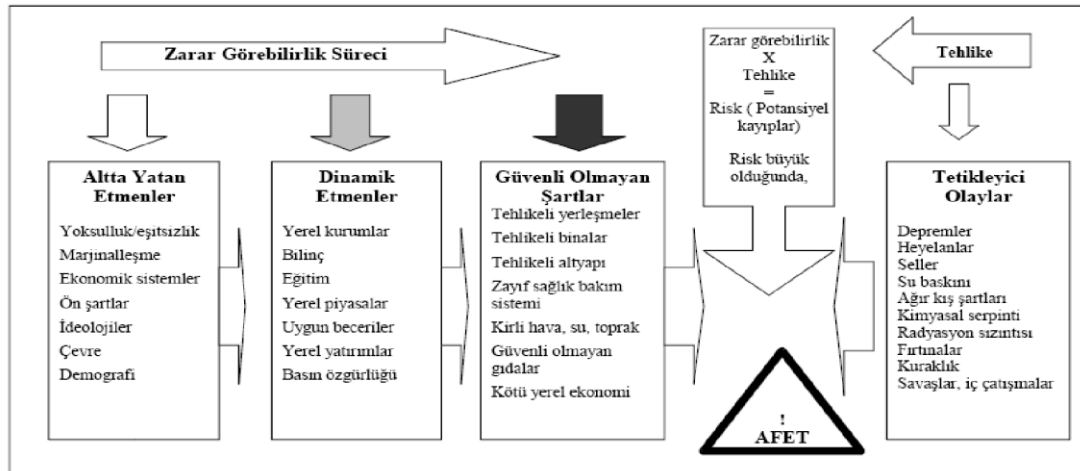 Zarar Görebilirlik Süreci
Zarar görebilirlik
X
Tehlike
=
Risk ( Potansiyel
kayıplar)
Risk büyük
olduğunda,
Tehlike
Altta Yatan
Etmenler
Yoksulluk/eşitsizlik
Marjinalleşme
Ekonomik sistemler
Ön şartlar
İdeolojiler
Çevre
Demografi
Dinamik
Etmenler
Yerel kurumlar
Bilinç
Eğitim
Yerel piyasalar
Uygun beceriler
Yerel yatırımlar
Basın özgürlüğü
Güvenli Olmayan
Şartlar
Tehlikeli yerleşmeler
Tehlikeli binalar
Tehlikeli altyapı
Zayıf sağlık bakım
sistemi
Kirli hava, su, toprak
Güvenli olmayan
gıdalar
Kötü yerel ekonomi
!
AFET
Tetikleyici
Olaylar
Depremler
Heyelanlar
Seller
Su baskını
Ağır kış şartları
Kimyasal serpinti
Radyasyon sızıntısı
Fırtınalar
Kuraklık
Savaşlar, iç çatışmalar